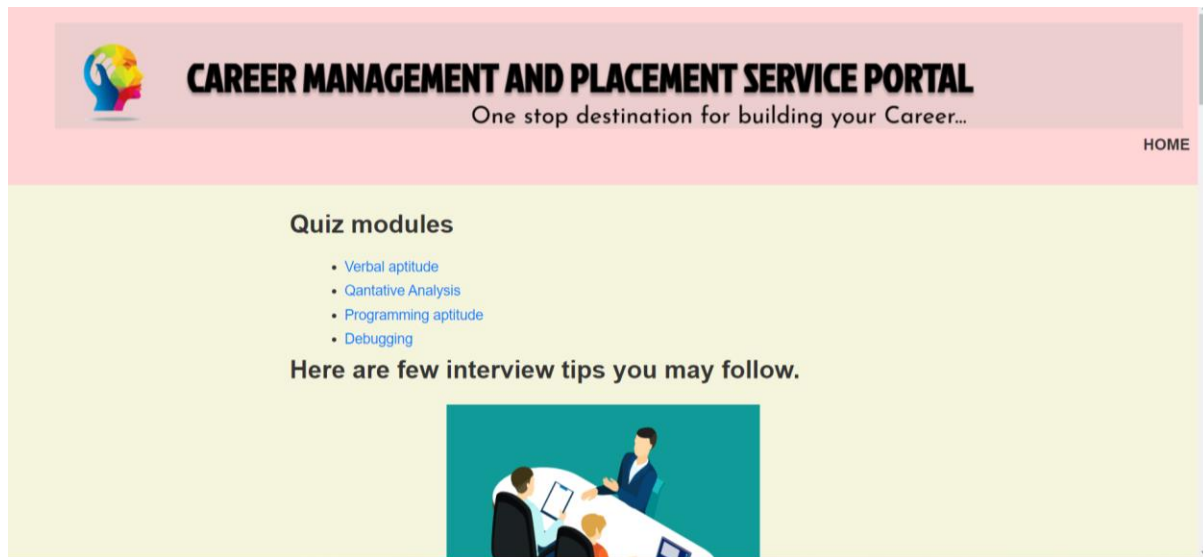 CAREER MANAGEMENT AND PLACEMENT SERVICE PORTAL
One stop destination for building your Career...
HOME
Quiz modules
Verbal aptitude
Qantative Analysis
Programming aptitude
Debugging
Here are few interview tips you may follow.